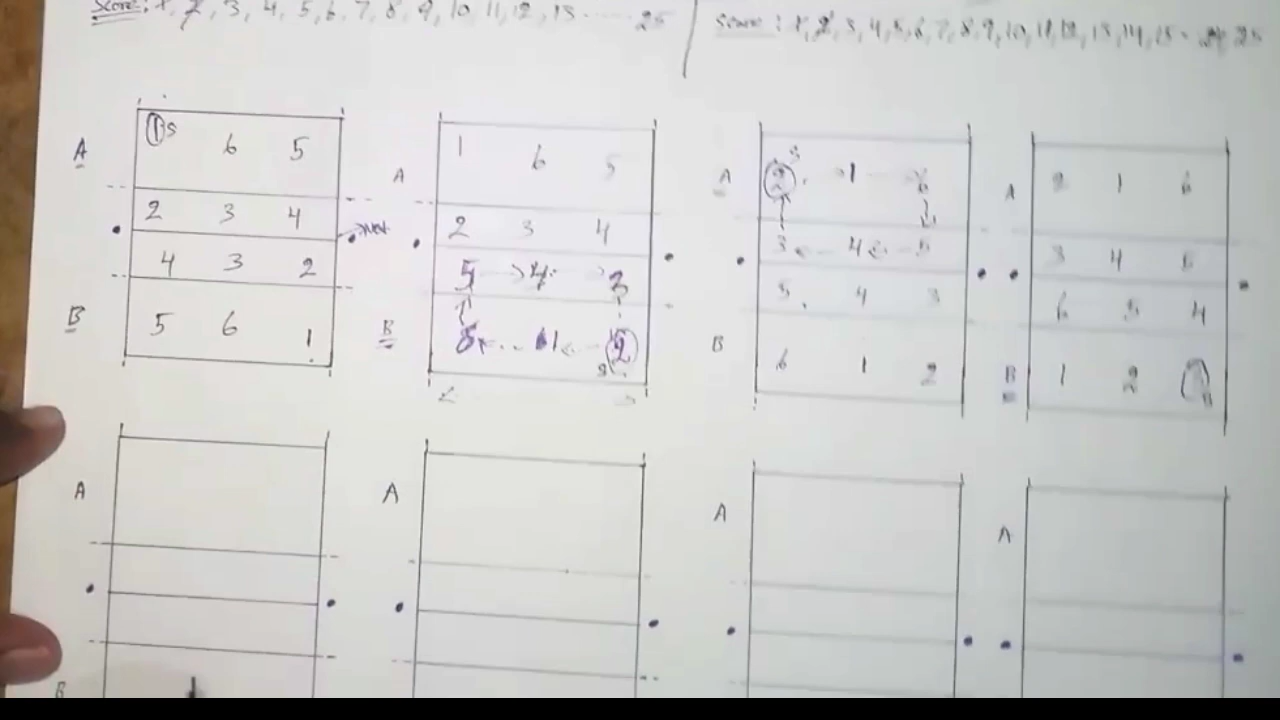 Score: 1, 2, 3, 4, 5, 6, 7, 8, 9, 10, 11, 12, 13 ...... 25
Score: 1, 2, 3, 4, 5, 6, 7, 8, 9, 10, 11, 12, 13, 14, 15 - 24, 25
A
1 S 6 5
2 3 4
Net
4 3 2
B
5 6 1
A
1 6 5
2 3 4
5 4 3
B
6 1 2
A
2 S 1 6
3 4 5
5 4 3
B
6 1 2
A
2 1 6
3 4 5
6 5 4
B
1 2
A
A
A
A
B